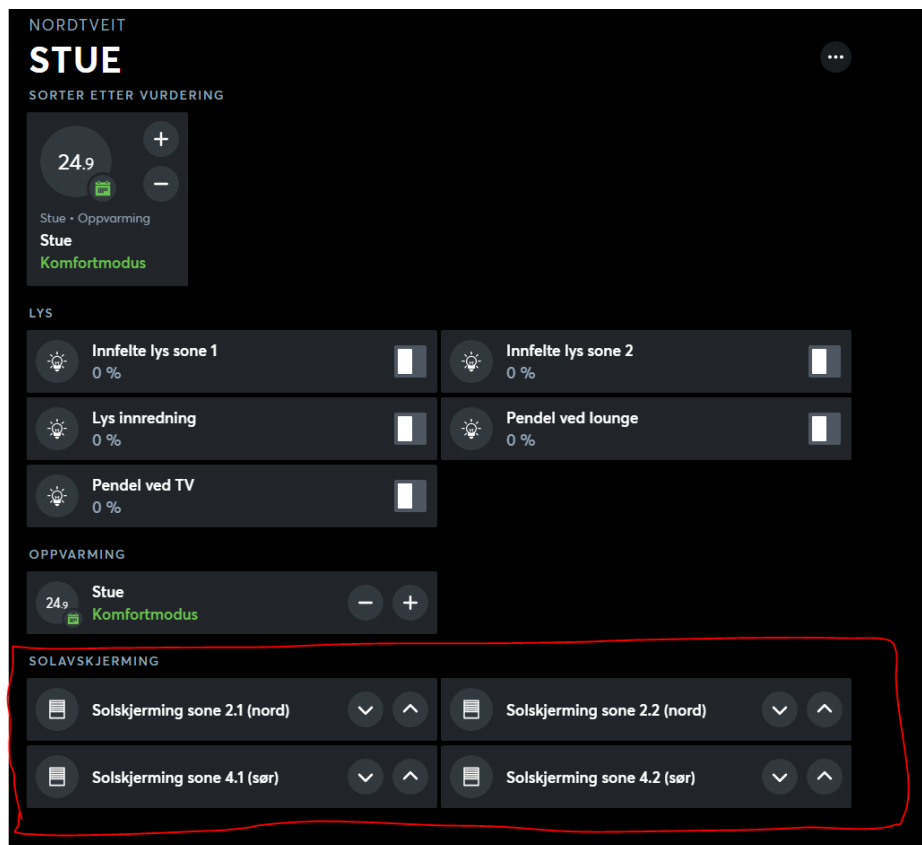 NORDTVEIT
STUE
SORTER ETTER VURDERING
24.9
Stue • Oppvarming
Stue
Komfortmodus
LYS
Innfelte lys sone 1
0 %
Innfelte lys sone 2
0 %
Lys innredning
0 %
Pendel ved lounge
0 %
Pendel ved TV
0 %
OPPVARMING
24.9
Stue
Komfortmodus
SOLAVSKJERMING
Solskjerming sone 2.1 (nord)
Solskjerming sone 2.2 (nord)
Solskjerming sone 4.1 (sør)
Solskjerming sone 4.2 (sør)